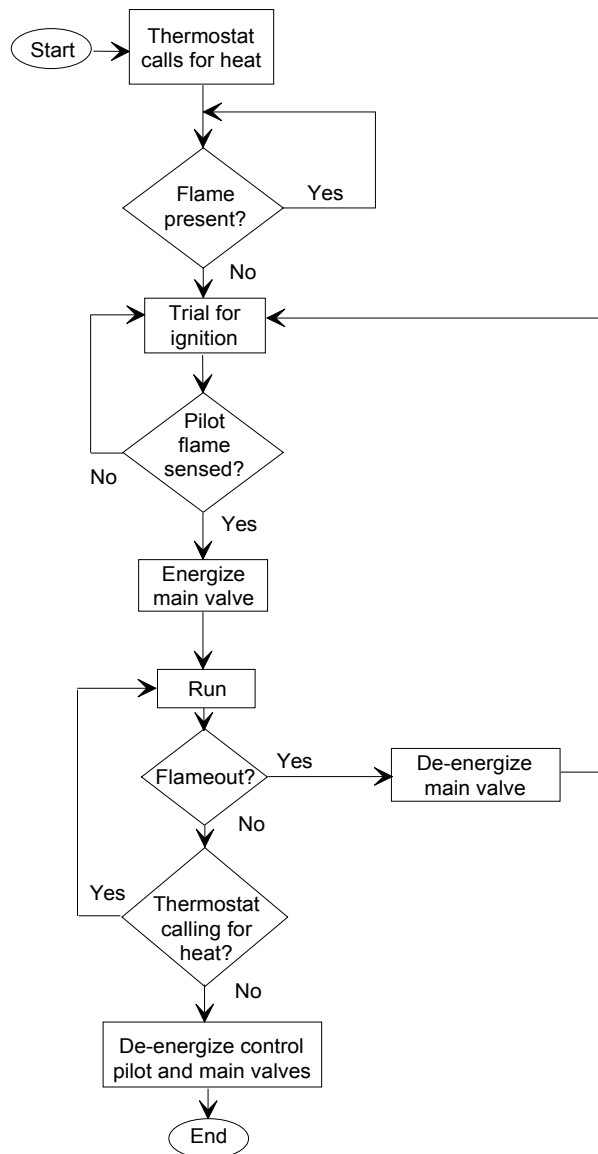 Start
Thermostat
calls for heat
Flame
present?
Yes
No
Trial for
ignition
Pilot
flame
sensed?
No
Yes
Energize
main valve
Run
Flameout?
Yes
De-energize
main valve
No
Yes
Thermostat
calling for
heat?
No
De-energize control
pilot and main valves
End